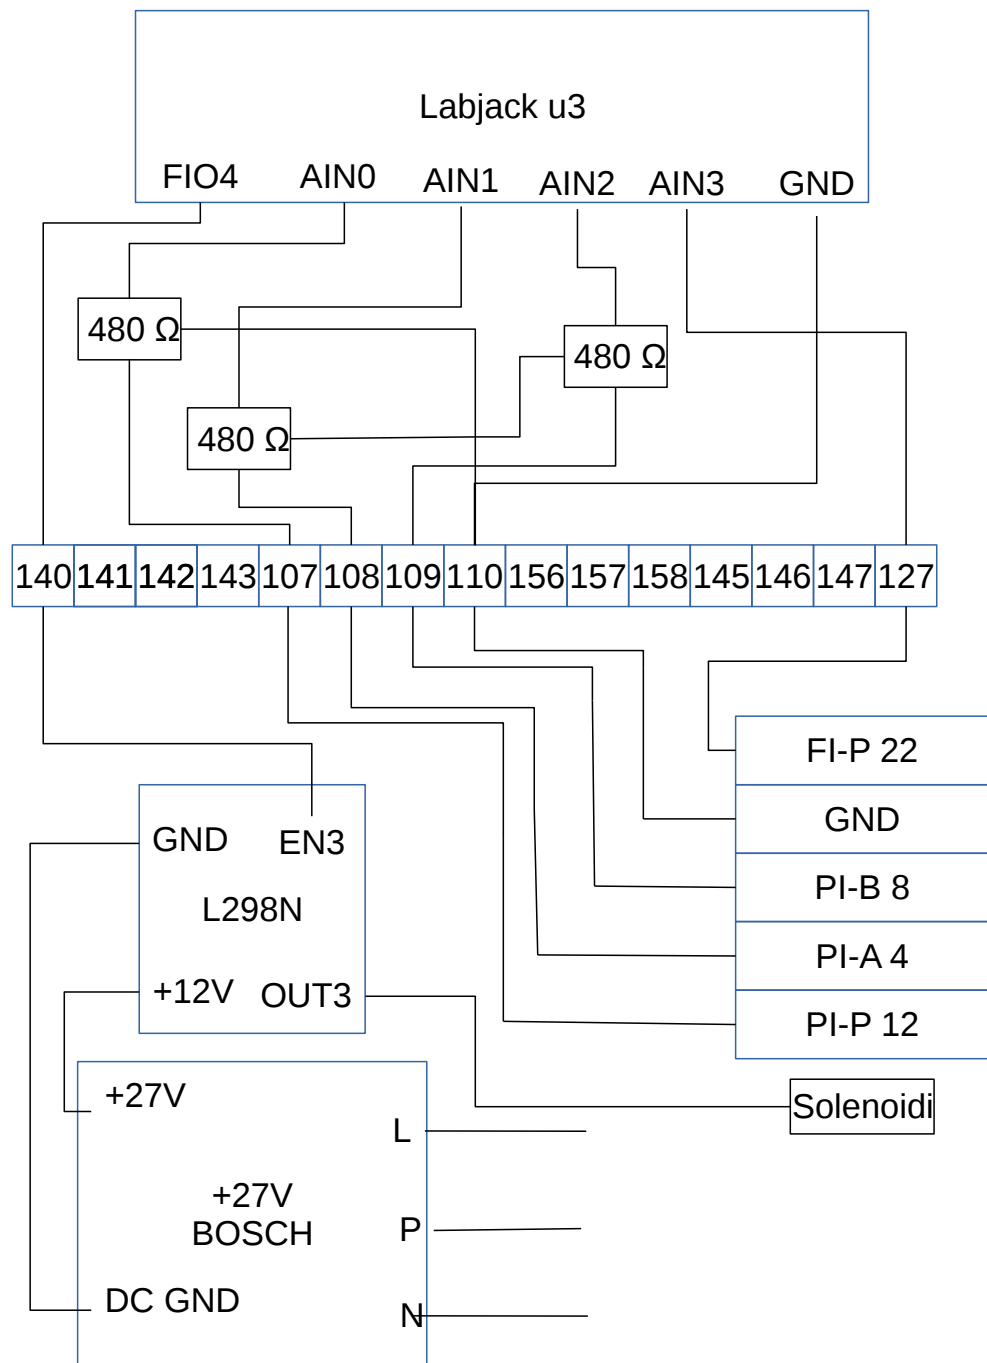 Labjack u3
FIO4 AIN0 AIN1 AIN2 AIN3 GND
480 Ω
480 Ω
480 Ω
140 141 142 143 107 108 109 110 156 157 158 145 146 147 127
FI-P 22
GND
PI-B 8
PI-A 4
PI-P 12
GND EN3
L298N
+12V OUT3
Solenoidi
+27V
L
+27V
BOSCH
P
DC GND
N